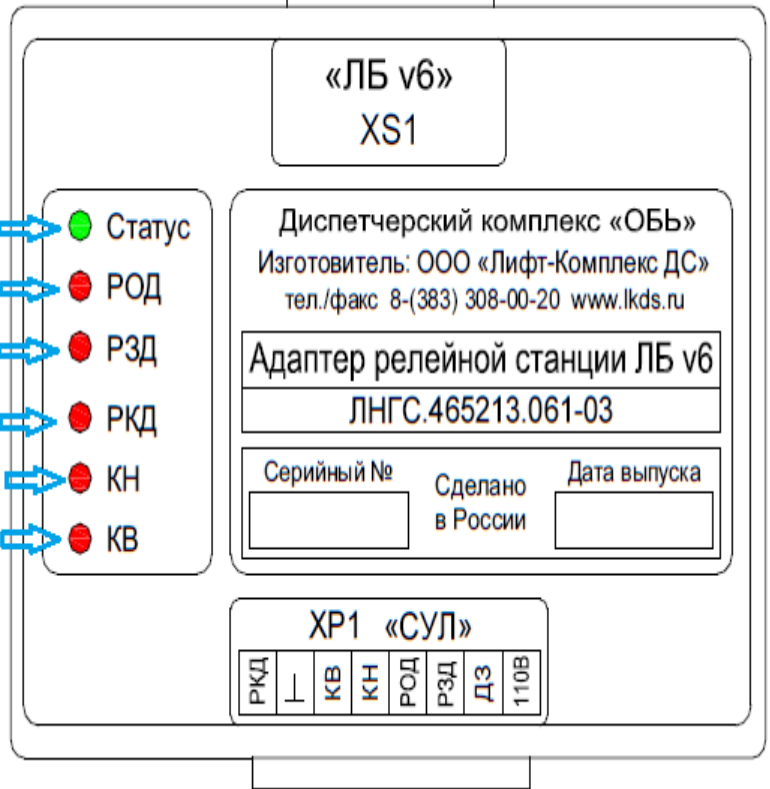 «ЛБ v6»
XS1
Статус
РОД
РЗД
РКД
КН
КВ
Диспетчерский комплекс «ОБЬ»
Изготовитель: ООО «Лифт-Комплекс ДС»
тел./факс 8-(383) 308-00-20 www.lkds.ru
Адаптер релейной станции ЛБ v6
ЛНГС.465213.061-03
Серийный №
Сделано
в России
Дата выпуска
XP1 «СУЛ»
РКД
КВ
КН
РОД
РЗД
ДЗ
110В